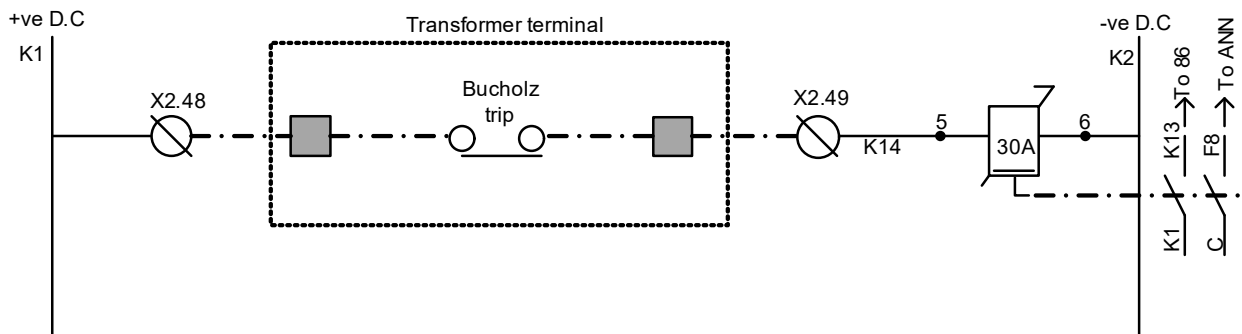 +ve D.C
K1
X2.48
Transformer terminal
Bucholz
trip
X2.49
K14
5
30A
6
-ve D.C
K2
To 86
K13
K1
To ANN
F8
C